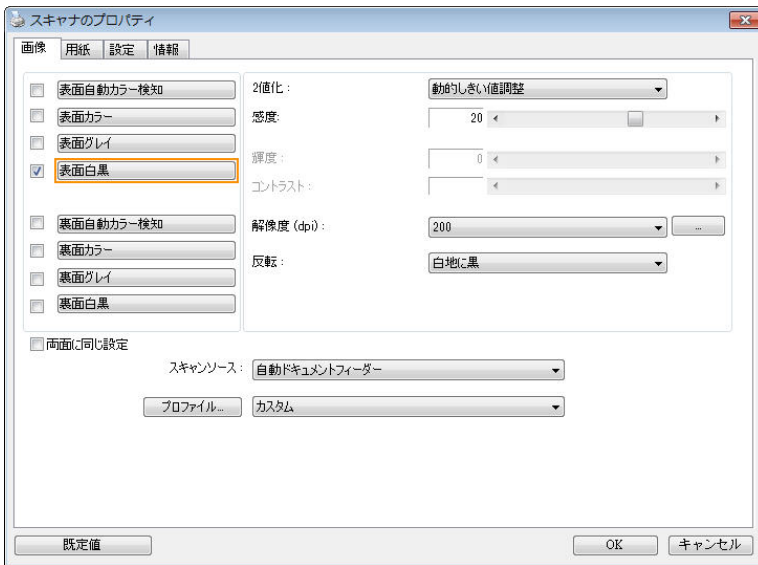 スキャナのプロパティ
画像 用紙 設定 情報
表面自動カラー検知
表面カラー
表面グレイ
表面白黒
裏面自動カラー検知
裏面カラー
裏面グレイ
裏面白黒
2値化: 動的しきい値調整
感度: 20
輝度: 0
コントラスト:
解像度 (dpi): 200 ...
反転: 白地に黒
両面に同じ設定
スキャンソース: 自動ドキュメントフィーダー
プロファイル... カスタム
既定値 OK キャンセル